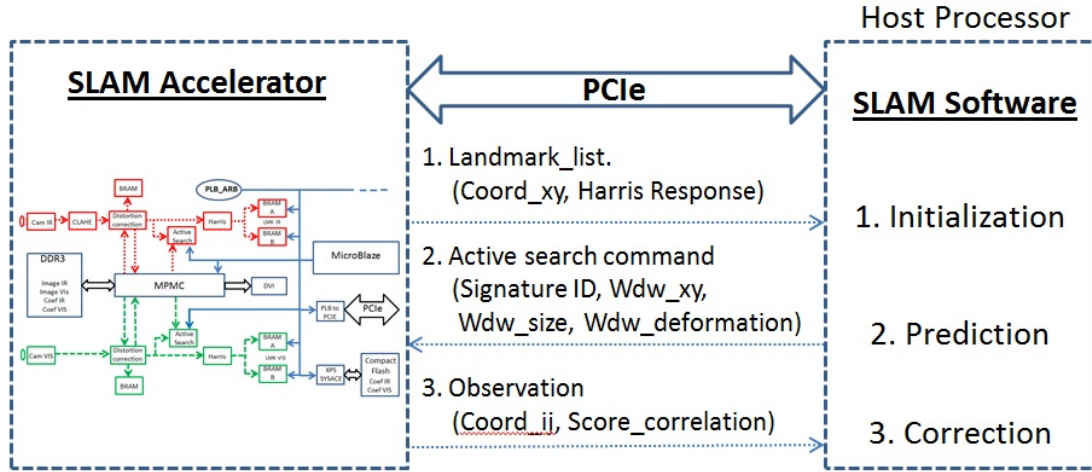 Host Processor
SLAM Accelerator
PCIe
SLAM Software
1. Landmark_list.
(Coord_xy, Harris Response)
1. Initialization
2. Active search command
(Signature ID, Wdw_xy,
Wdw_size, Wdw_deformation)
2. Prediction
3. Observation
(Coord_ij, Score_correlation)
3. Correction
BRAM
PLB_ARB
Cam IR
CLAHE
Distortion
correction
Harris
BRAM
A
LMK IR
BRAM
B
Active
Search
MicroBlaze
DDR3
Image IR
Image Vis
Coef IR
Coef VIS
MPMC
DVI
PLB to
PCIE
PCIe
Active
Search
Cam VIS
Distortion
correction
Harris
BRAM
A
LMK VIS
BRAM
B
BRAM
XPS
SYSACE
Compact
Flash
Coef IR
Coef VIS